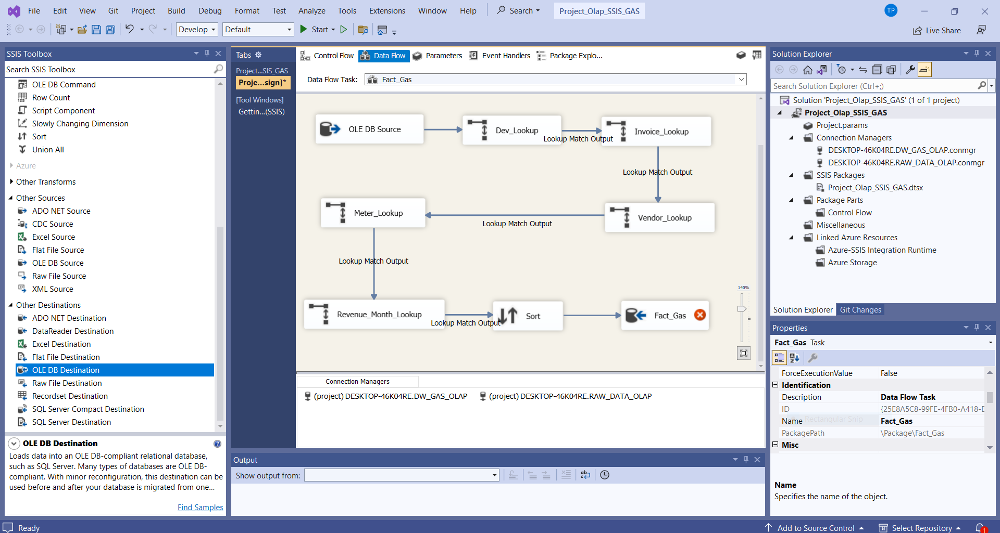 File Edit View Git Project Build Debug Format Test Analyze Tools Extensions Window Help Search Project_Olap_SSIS_GAS TP
Develop Default Start Live Share
SSIS Toolbox
Search SSIS Toolbox
OLE DB Command
Row Count
Script Component
Slowly Changing Dimension
Sort
Union All
Azure
Other Transforms
Other Sources
ADO NET Source
CDC Source
Excel Source
Flat File Source
OLE DB Source
Raw File Source
XML Source
Other Destinations
ADO NET Destination
DataReader Destination
Excel Destination
Flat File Destination
OLE DB Destination
Raw File Destination
Recordset Destination
SQL Server Compact Destination
SQL Server Destination
OLE DB Destination
Loads data into an OLE DB-compliant relational database,
such as SQL Server. Many types of databases are OLE DB-
compliant. With minor reconfiguration, this destination can be
used before and after your database is migrated from one...
Find Samples
Tabs
Project...SIS_GAS
Proje...sign]*
[Tool Windows]
Gettin...(SSIS)
Control Flow Data Flow Parameters Event Handlers Package Explo...
Data Flow Task: Fact_Gas
OLE DB Source
Dev_Lookup
Lookup Match Output
Invoice_Lookup
Lookup Match Output
Vendor_Lookup
Lookup Match Output
Meter_Lookup
Lookup Match Output
Revenue_Month_Lookup
Lookup Match Output
Sort
Fact_Gas
140%
Connection Managers
(project) DESKTOP-46K04RE.DW_GAS_OLAP (project) DESKTOP-46K04RE.RAW_DATA_OLAP
Output
Show output from:
Solution Explorer
Search Solution Explorer (Ctrl+;)
Solution 'Project_Olap_SSIS_GAS' (1 of 1 project)
Project_Olap_SSIS_GAS
Project.params
Connection Managers
DESKTOP-46K04RE.DW_GAS_OLAP.conmgr
DESKTOP-46K04RE.RAW_DATA_OLAP.conmgr
SSIS Packages
Project_Olap_SSIS_GAS.dtsx
Package Parts
Control Flow
Miscellaneous
Linked Azure Resources
Azure-SSIS Integration Runtime
Azure Storage
Solution Explorer Git Changes
Properties
Fact_Gas Task
ForceExecutionValue False
Identification
Description Data Flow Task
ID {25E8A5C8-99FE-4FB0-A418-E
Rectangular Snip
Name Fact_Gas
PackagePath \Package\Fact_Gas
Misc
Name
Specifies the name of the object.
Ready Add to Source Control Select Repository 1